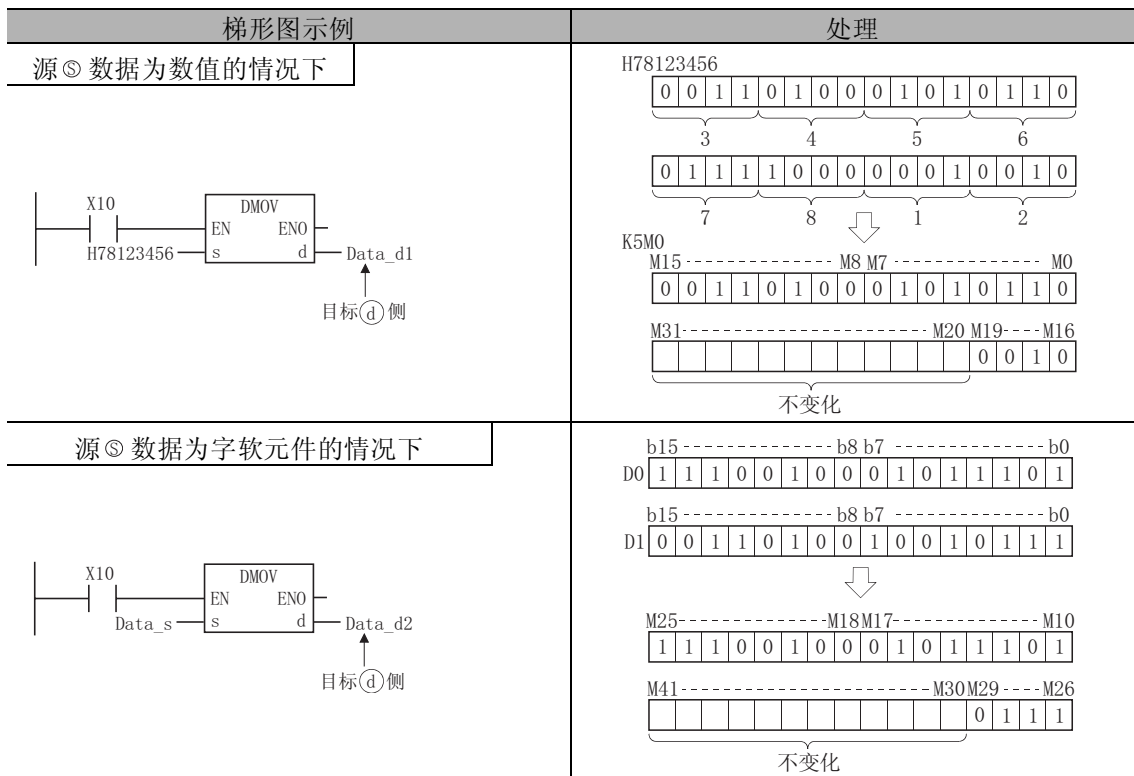 梯形图示例
处理
源Ⓢ数据为数值的情况下
X10
DMOV
EN ENO
H78123456 s d Data_d1
目标ⓓ侧
H78123456
0 0 1 1 0 1 0 0 0 1 0 1 0 1 1 0
3 4 5 6
0 1 1 1 1 0 0 0 0 0 0 1 0 0 1 0
7 8 1 2
K5M0
M15 M8 M7 M0
0 0 1 1 0 1 0 0 0 1 0 1 0 1 1 0
M31 M20 M19 M16
0 0 1 0
不变化
源Ⓢ数据为字软元件的情况下
X10
DMOV
EN ENO
Data_s s d Data_d2
目标ⓓ侧
b15 b8 b7 b0
D0 1 1 1 0 0 1 0 0 0 1 0 1 1 1 0 1
b15 b8 b7 b0
D1 0 0 1 1 0 1 0 0 1 0 0 1 0 1 1 1
M25 M18 M17 M10
1 1 1 0 0 1 0 0 0 1 0 1 1 1 0 1
M41 M30 M29 M26
0 1 1 1
不变化